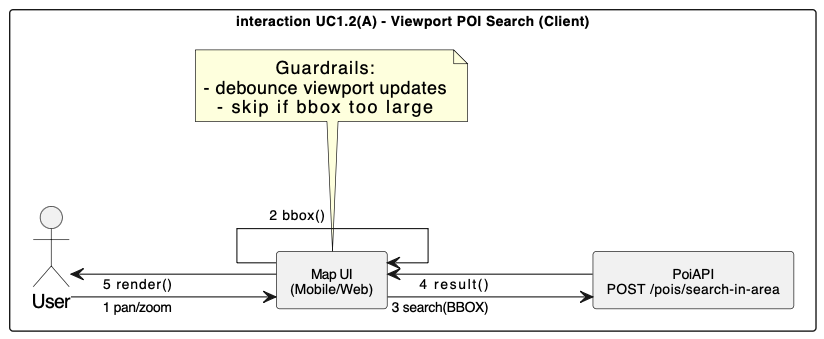 interaction UC1.2(A) - Viewport POI Search (Client)
Guardrails:
- debounce viewport updates
- skip if bbox too large
2 bbox()
Map UI
(Mobile/Web)
PoiAPI
POST /pois/search-in-area
5 render()
4 result()
User
1 pan/zoom
3 search(BBOX)